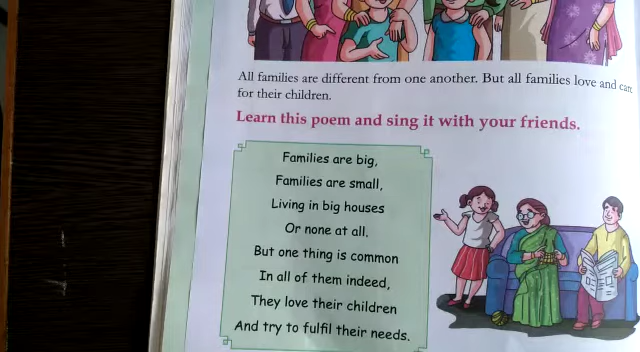 All families are different from one another. But all families love and care
for their children.
Learn this poem and sing it with your friends.
Families are big,
Families are small,
Living in big houses
Or none at all.
But one thing is common
In all of them indeed,
They love their children
And try to fulfil their needs.